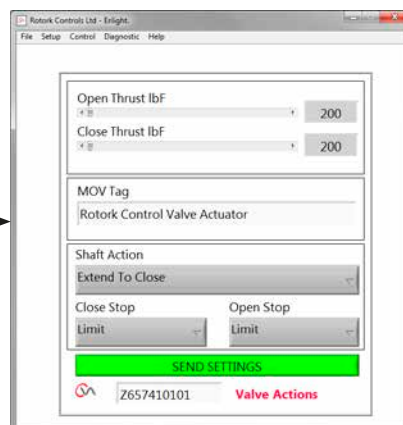 Rotork Controls Ltd - Enlight.
File Setup Control Diagnostic Help
Open Thrust lbF
200
Close Thrust lbF
200
MOV Tag
Rotork Control Valve Actuator
Shaft Action
Extend To Close
Close Stop Open Stop
Limit Limit
SEND SETTINGS
Z657410101 Valve Actions